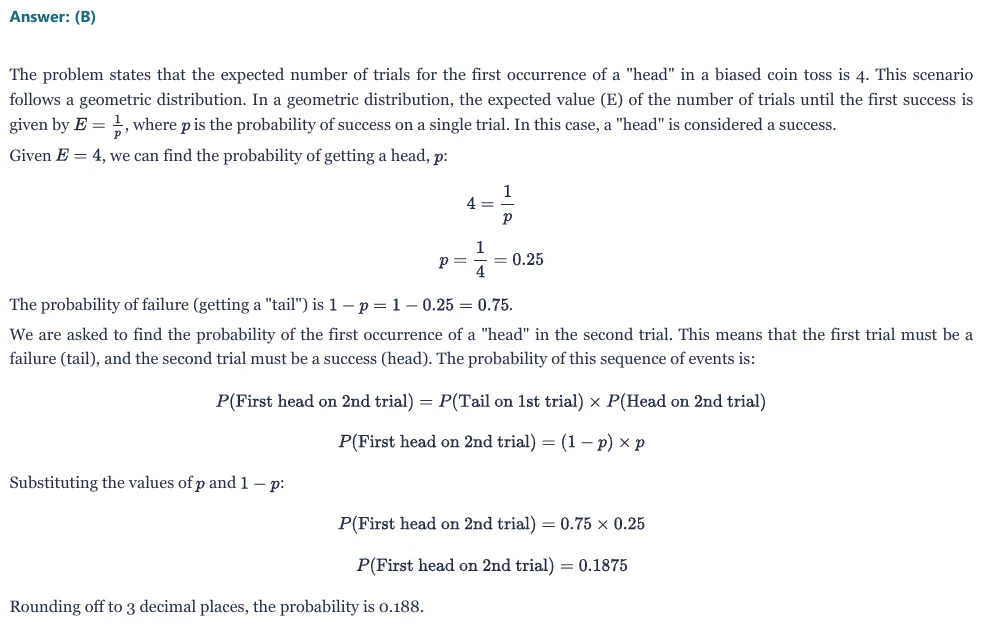 Answer: (B)
The problem states that the expected number of trials for the first occurrence of a "head" in a biased coin toss is 4. This scenario
follows a geometric distribution. In a geometric distribution, the expected value (E) of the number of trials until the first success is
given by E = 1/p, where p is the probability of success on a single trial. In this case, a "head" is considered a success.
Given E = 4, we can find the probability of getting a head, p:
4 = 1/p
p = 1/4 = 0.25
The probability of failure (getting a "tail") is 1 − p = 1 − 0.25 = 0.75.
We are asked to find the probability of the first occurrence of a "head" in the second trial. This means that the first trial must be a
failure (tail), and the second trial must be a success (head). The probability of this sequence of events is:
P(First head on 2nd trial) = P(Tail on 1st trial) × P(Head on 2nd trial)
P(First head on 2nd trial) = (1 − p) × p
Substituting the values of p and 1 − p:
P(First head on 2nd trial) = 0.75 × 0.25
P(First head on 2nd trial) = 0.1875
Rounding off to 3 decimal places, the probability is 0.188.